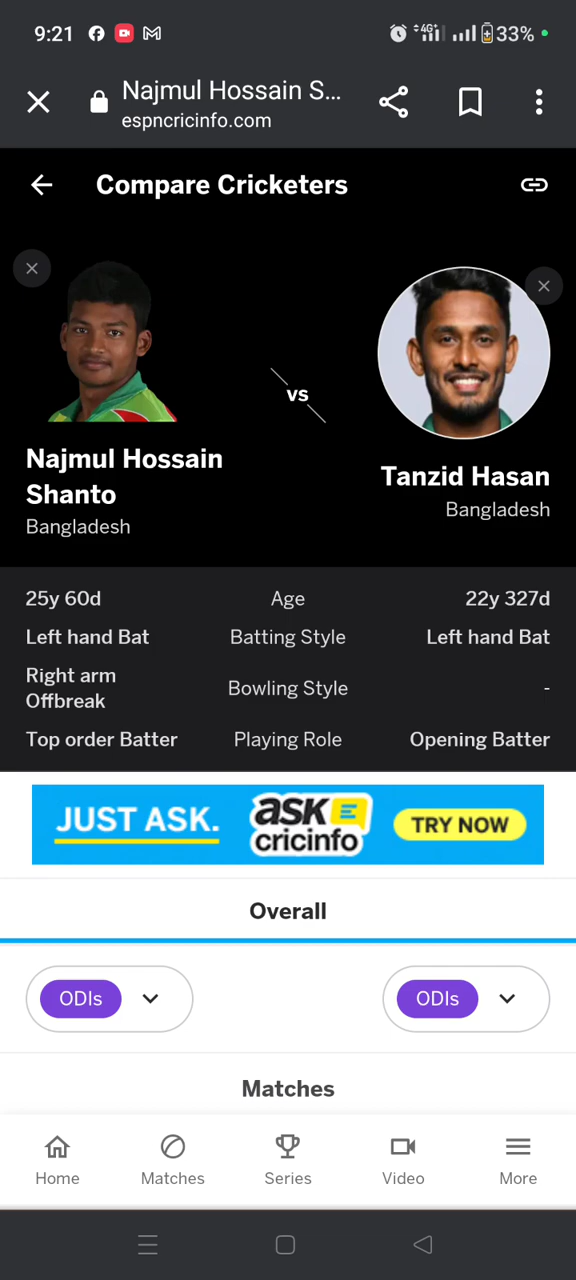 9:21
4G+
33%
Najmul Hossain S...
espncricinfo.com
Compare Cricketers
vs
Najmul Hossain
Shanto
Bangladesh
Tanzid Hasan
Bangladesh
25y 60d Age 22y 327d
Left hand Bat Batting Style Left hand Bat
Right arm
Offbreak Bowling Style -
Top order Batter Playing Role Opening Batter
JUST ASK. ASK cricinfo TRY NOW
Overall
ODIs ODIs
Matches
Home Matches Series Video More